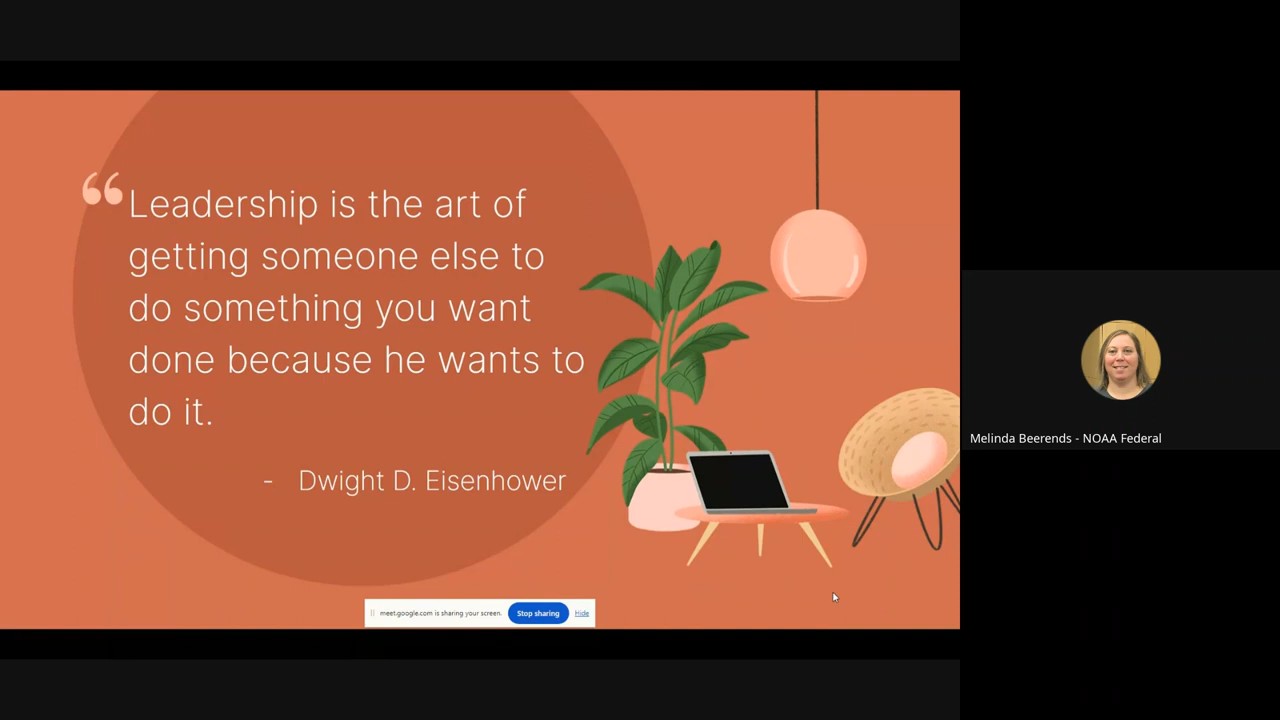 “Leadership is the art of
getting someone else to
do something you want
done because he wants to
do it.
- Dwight D. Eisenhower
meet.google.com is sharing your screen. Stop sharing Hide
Melinda Beerends - NOAA Federal